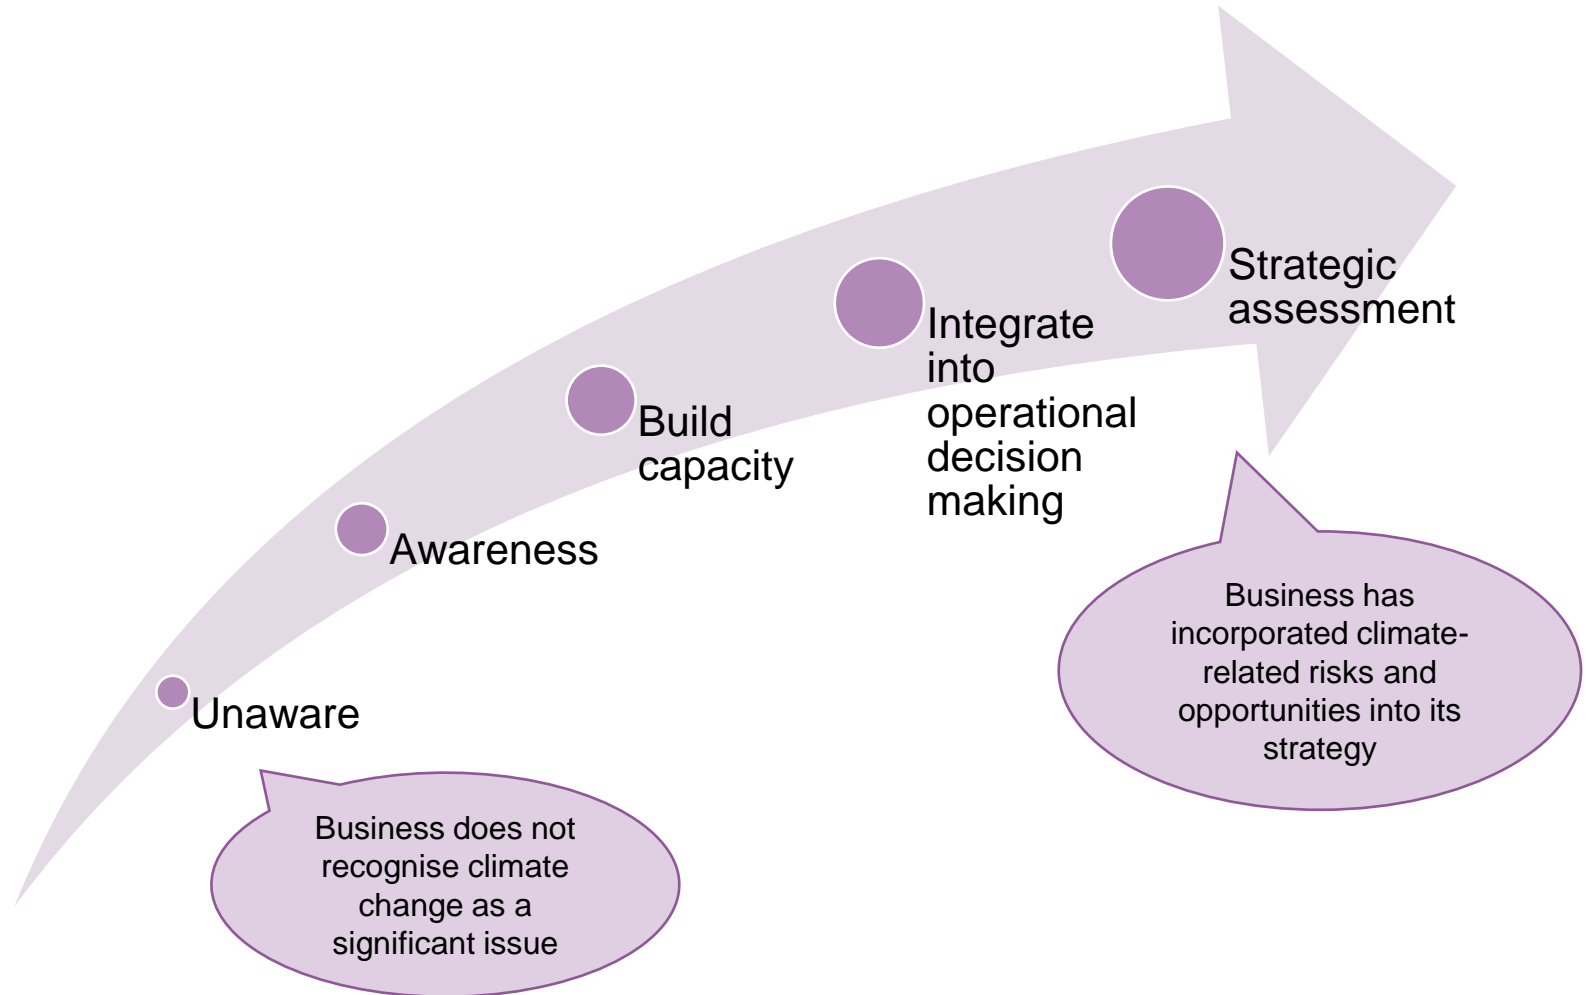 Strategic
assessment
Integrate
into
operational
decision
making
Build
capacity
Awareness
Unaware
Business has
incorporated climate-
related risks and
opportunities into its
strategy
Business does not
recognise climate
change as a
significant issue